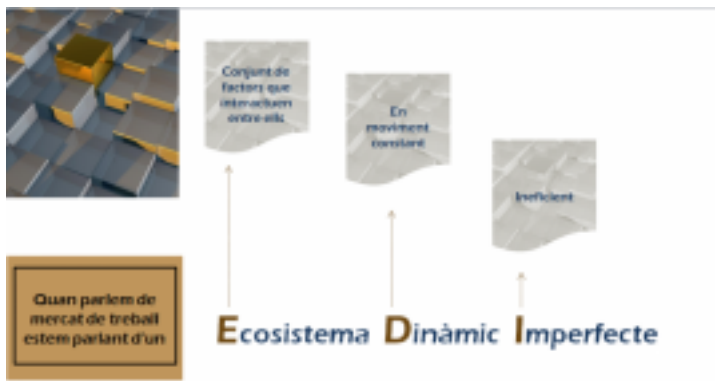 Conjunt de
factors que
interactuen
entre ells
En
moviment
constant
Ineficient
Quan parlem de
mercat de treball
estem parlant d'un
Ecosistema Dinàmic Imperfecte